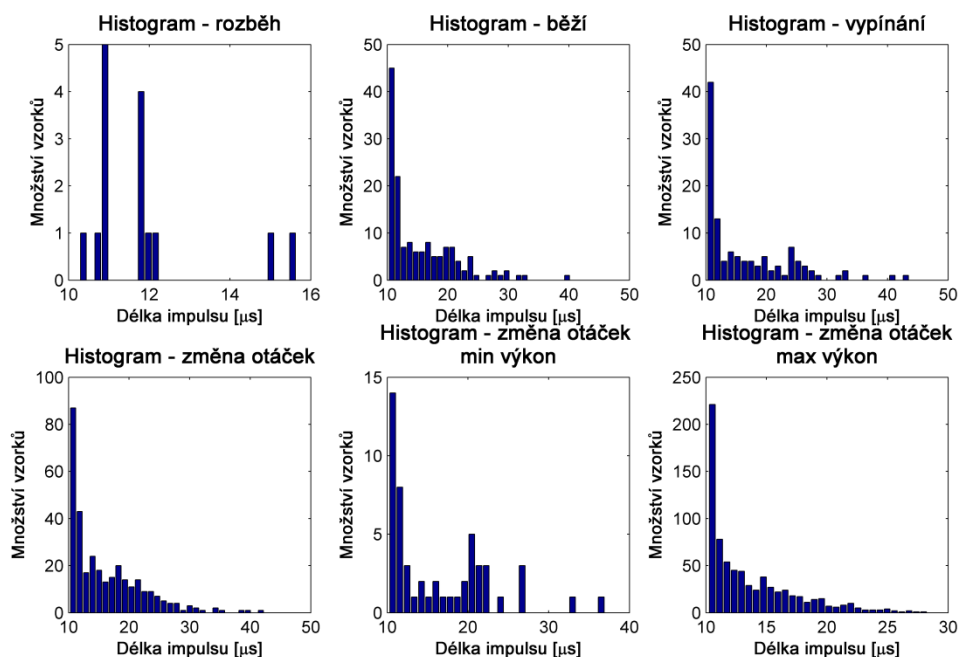 Histogram - rozběh
5
4
3
2
1
0
10 12 14 16
Množství vzorků
Délka impulsu [μs]
Histogram - běží
50
40
30
20
10
0
10 20 30 40 50
Množství vzorků
Délka impulsu [μs]
Histogram - vypínání
50
40
30
20
10
0
10 20 30 40 50
Množství vzorků
Délka impulsu [μs]
Histogram - změna otáček
100
80
60
40
20
0
10 20 30 40 50
Množství vzorků
Délka impulsu [μs]
Histogram - změna otáček
min výkon
15
10
5
0
10 20 30 40
Množství vzorků
Délka impulsu [μs]
Histogram - změna otáček
max výkon
250
200
150
100
50
0
10 15 20 25 30
Množství vzorků
Délka impulsu [μs]